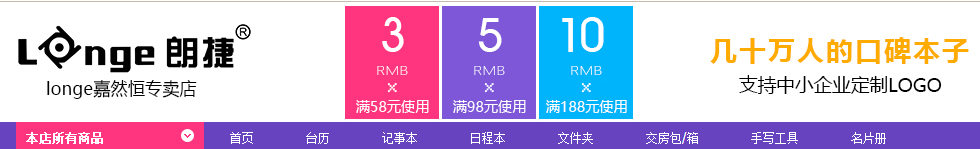 Longe 朗捷®
longe嘉然恒专卖店
3
RMB
×
满58元使用
5
RMB
×
满98元使用
10
RMB
×
满188元使用
几十万人的口碑本子
支持中小企业定制LOGO
本店所有商品 首页 台历 记事本 日程本 文件夹 交房包/箱 手写工具 名片册